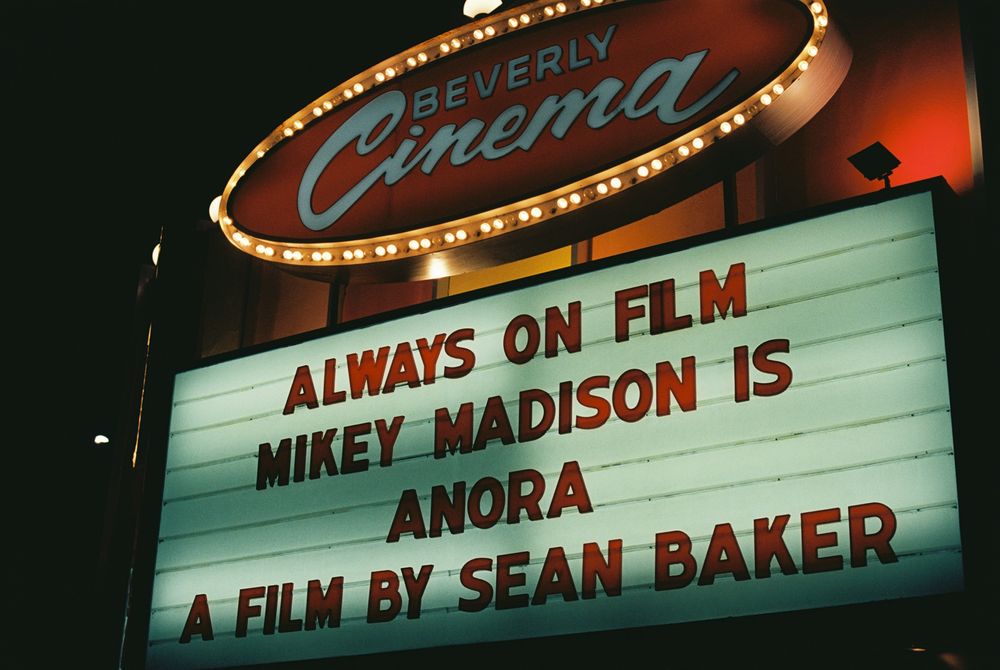 BEVERLY
Cinema
ALWAYS ON FILM
MIKEY MADISON IS
ANORA
A FILM BY SEAN BAKER